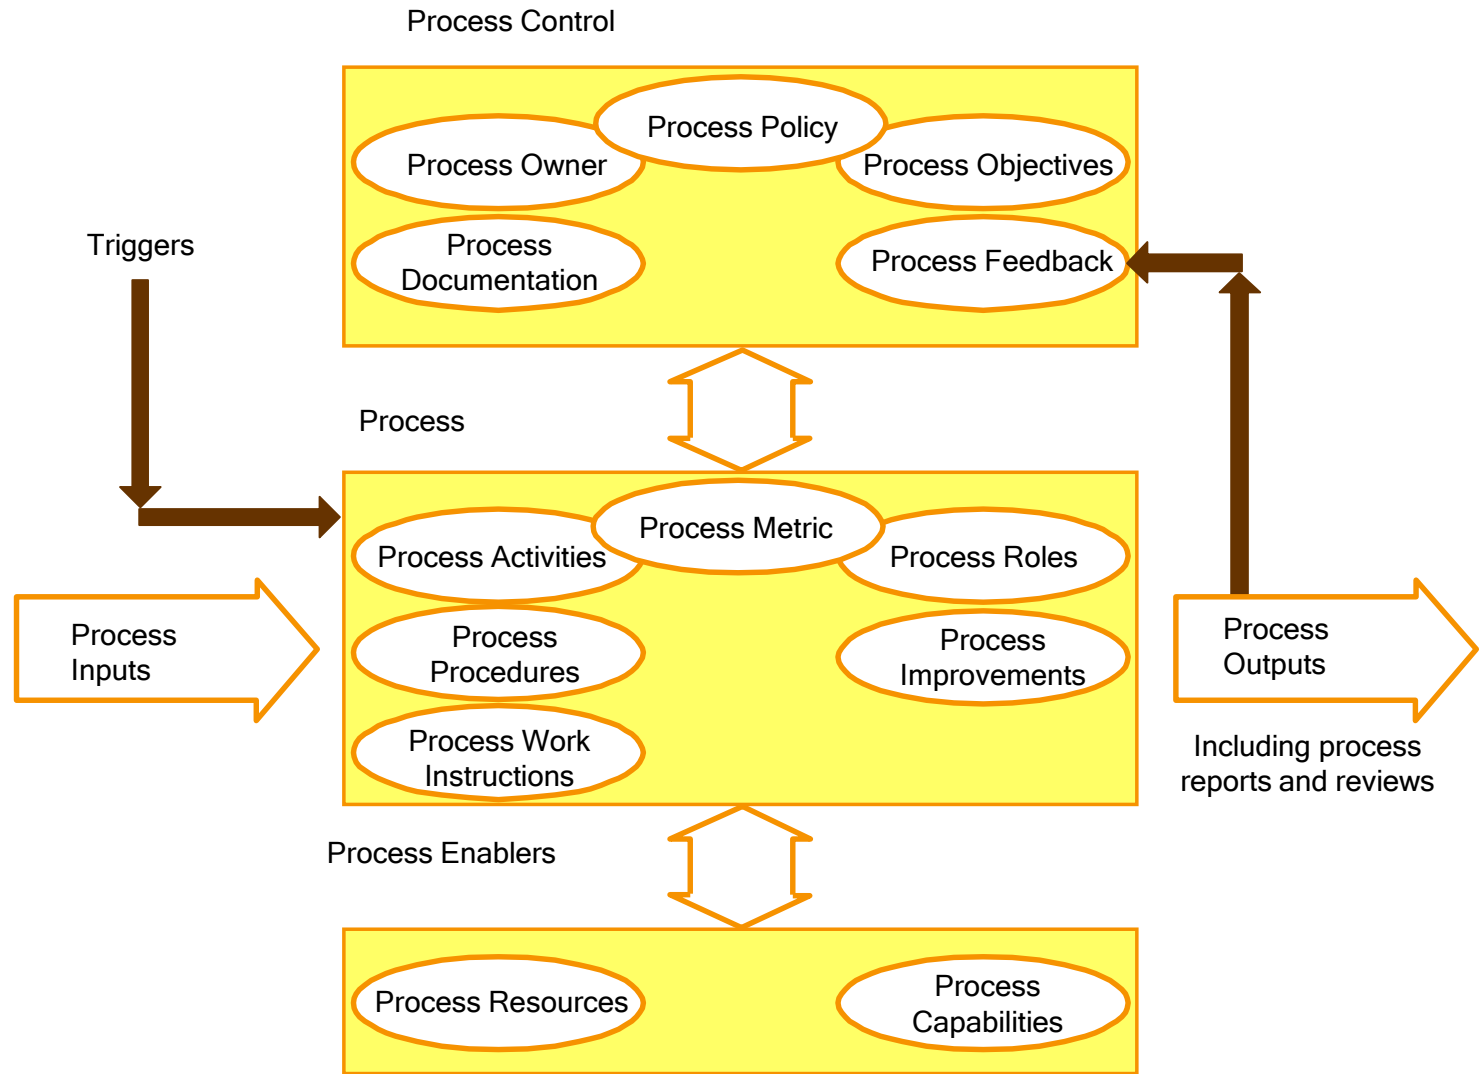 Process Control
Process Policy
Process Owner
Process Objectives
Process
Documentation
Process Feedback
Triggers
Process
Process Metric
Process Activities
Process Roles
Process
Procedures
Process
Improvements
Process Work
Instructions
Process
Inputs
Process
Outputs
Including process
reports and reviews
Process Enablers
Process Resources
Process
Capabilities